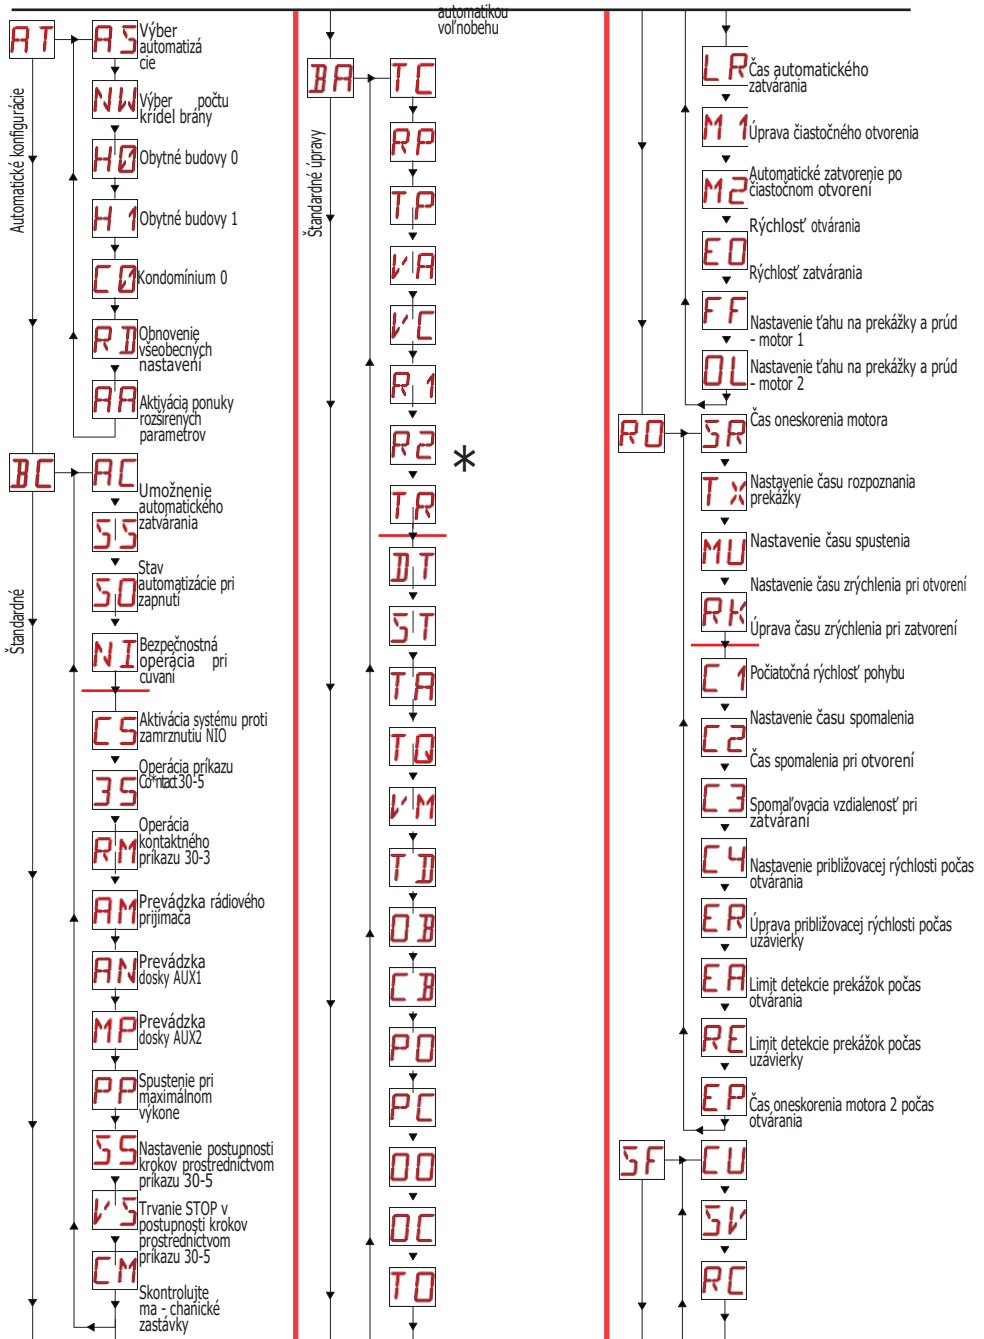 automatikou
voľnobehu
AT
Automatické konfigurácie
AS
Výber
automatizá
cie
NW
Výber počtu
krídel brány
H0
Obytné budovy 0
H1
Obytné budovy 1
C0
Kondomínium 0
RD
Obnovenie
všeobecných
nastavení
AA
Aktivácia ponuky
rozšírených
parametrov
BC
Štandardné
AC
Umožnenie
automatického
zatvárania
SS
SO
Stav
automatizácie pri
zapnutí
NI
Bezpečnostná
operácia pri
cúvaní
CS
Aktivácia systému proti
zamrznutiu NIO
3S
Operácia príkazu
RM
Operácia
kontaktného
príkazu 30-3
AM
Prevádzka rádiového
prijímača
AN
Prevádzka
dosky AUX1
MP
Prevádzka
dosky AUX2
PP
Spustenie pri
maximálnom
výkone
SS
Nastavenie postupnosti
krokov prostredníctvom
príkazu 30-5
VS
Trvanie STOP v
postupnosti krokov
prostredníctvom
príkazu 30-5
CM
Skontrolujte
ma - chanické
zastávky
BA
Štandardné úpravy
TC
RP
TP
VA
VC
R1
R2
*
TR
DT
ST
TA
TQ
VM
TD
OB
CB
PO
PC
OO
OC
TO
LR
Čas automatického
zatvárania
M1
Úprava čiastočného otvorenia
M2
Automatické zatvorenie po
čiastočnom otvorení
EO
Rýchlosť otvárania
Rýchlosť zatvárania
FF
Nastavenie ťahu na prekážky a prúd
- motor 1
OL
Nastavenie ťahu na prekážky a prúd
- motor 2
RO
SR
Čas oneskorenia motora
TX
Nastavenie času rozpoznania
prekážky
MU
Nastavenie času spustenia
RK
Nastavenie času zrýchlenia pri otvorení
Úprava času zrýchlenia pri zatvorení
C1
Počiatočná rýchlosť pohybu
C2
Nastavenie času spomalenia
Čas spomalenia pri otvorení
C3
Spomaľovacia vzdialenosť pri
zatváraní
C4
Nastavenie približovacej rýchlosti počas
otvárania
ER
Úprava približovacej rýchlosti počas
uzávierky
EA
Limit detekcie prekážok počas
otvárania
RE
Limit detekcie prekážok počas
uzávierky
EP
Čas oneskorenia motora 2 počas
otvárania
SF
CU
SV
RC